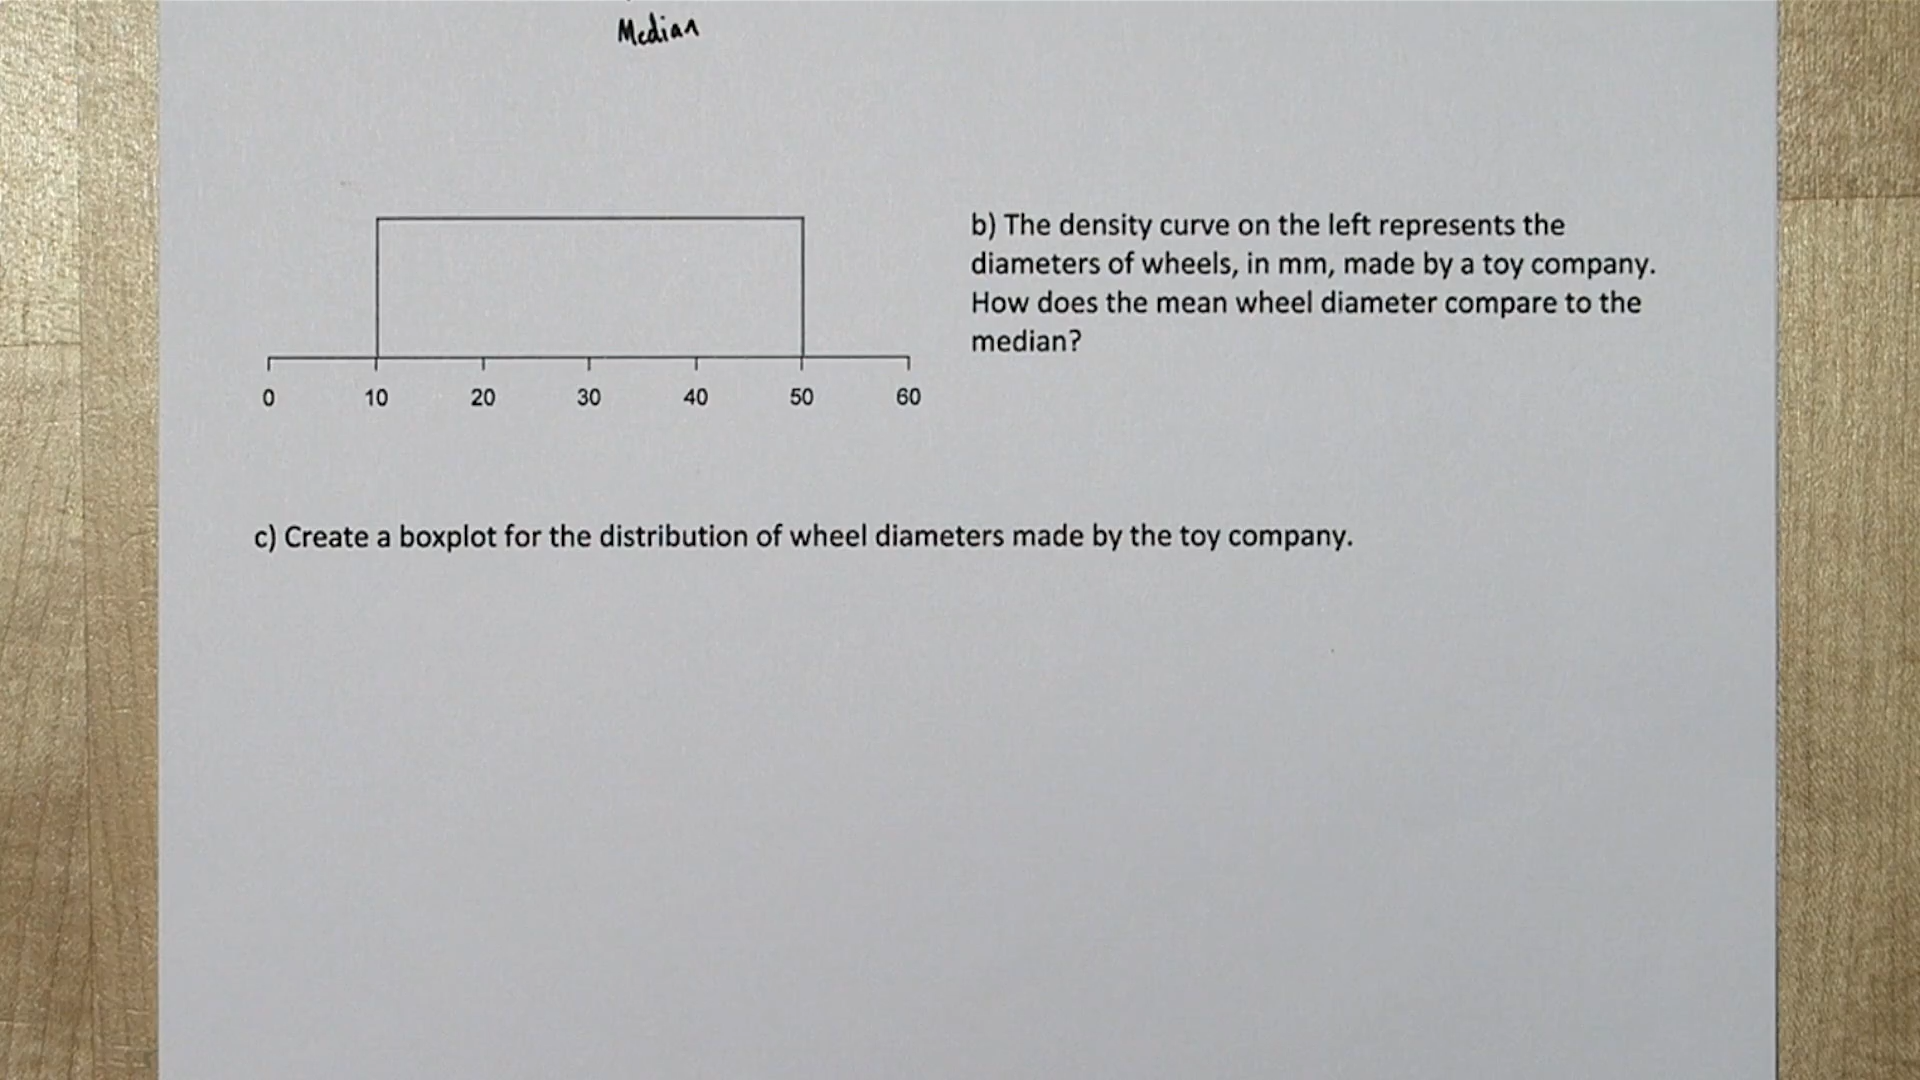 Median
b) The density curve on the left represents the
diameters of wheels, in mm, made by a toy company.
How does the mean wheel diameter compare to the
median?
0 10 20 30 40 50 60
c) Create a boxplot for the distribution of wheel diameters made by the toy company.